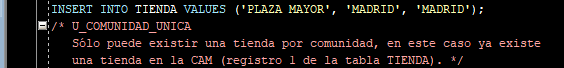 INSERT INTO TIENDA VALUES ('PLAZA MAYOR', 'MADRID', 'MADRID');
/* U_COMUNIDAD_UNICA
Sólo puede existir una tienda por comunidad, en este caso ya existe
una tienda en la CAM (registro 1 de la tabla TIENDA). */